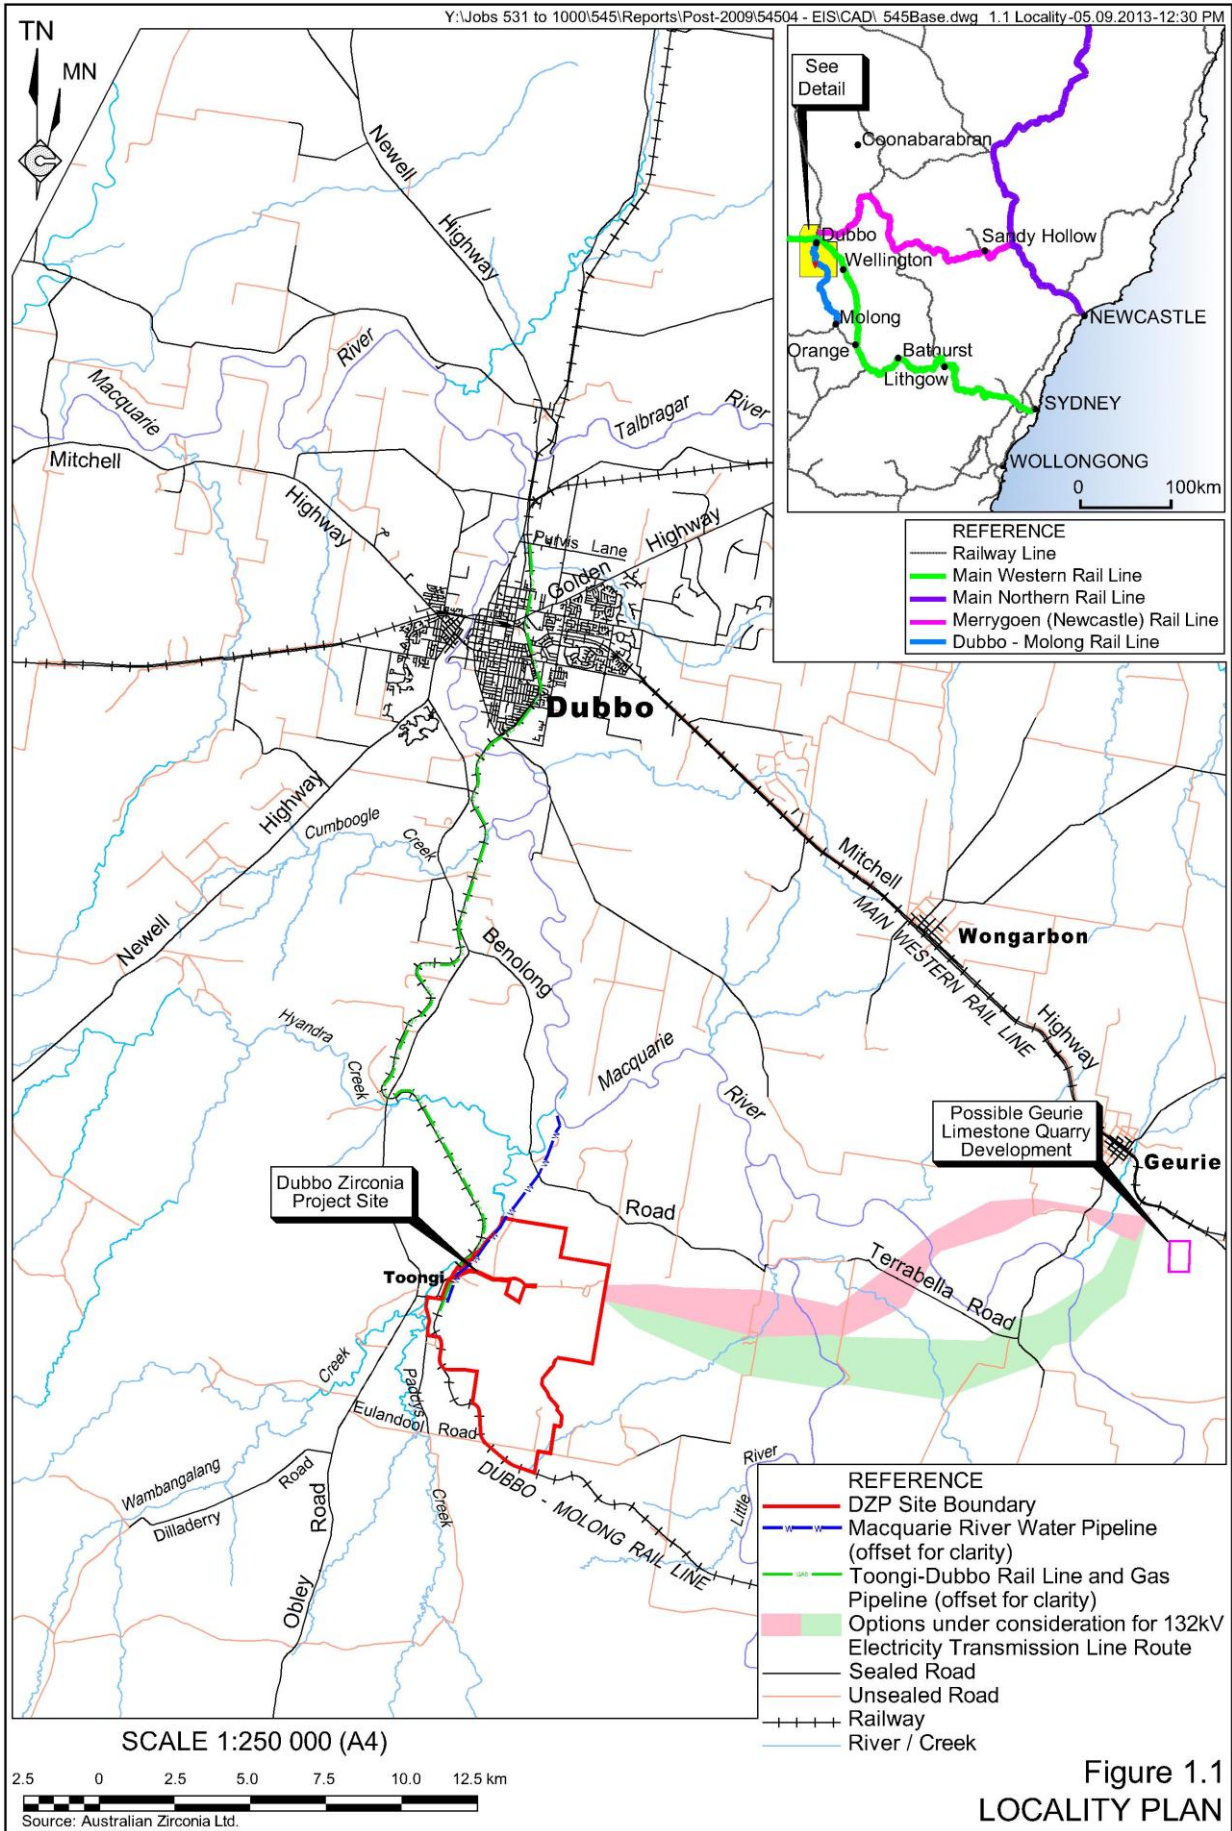 Y:\Jobs 531 to 1000\545\Reports\Post-2009\54504 - EIS\CAD\ 545Base.dwg 1.1 Locality-05.09.2013-12:30 PM
TN
MN
See
Detail
Coonabarabran
Dubbo
Sandy Hollow
Wellington
Molong
NEWCASTLE
Orange
Bathurst
Lithgow
SYDNEY
WOLLONGONG
0 100km
REFERENCE
Railway Line
Main Western Rail Line
Main Northern Rail Line
Merrygoen (Newcastle) Rail Line
Dubbo - Molong Rail Line
Newell
Highway
River
Macquarie
Talbragar River
Mitchell
Highway
Purvis Lane
Golden Highway
Dubbo
Highway
Cumboogle
Creek
Newell
Mitchell
MAIN WESTERN RAIL LINE
Wongarbon
Highway
Benolong
Hyandra
Creek
Macquarie
River
Possible Geurie
Limestone Quarry
Development
Geurie
Dubbo Zirconia
Project Site
Road
Toongi
Terrabella Road
Creek
Paddys
Eulandool Road
Wambangalang
Road
Dilladerry
Road
Obley
Creek
DUBBO - MOLONG RAIL LINE
River
Little
REFERENCE
DZP Site Boundary
W W
Macquarie River Water Pipeline
(offset for clarity)
GAS
Toongi-Dubbo Rail Line and Gas
Pipeline (offset for clarity)
Options under consideration for 132kV
Electricity Transmission Line Route
Sealed Road
Unsealed Road
Railway
River / Creek
SCALE 1:250 000 (A4)
2.5 0 2.5 5.0 7.5 10.0 12.5 km
Source: Australian Zirconia Ltd.
Figure 1.1
LOCALITY PLAN